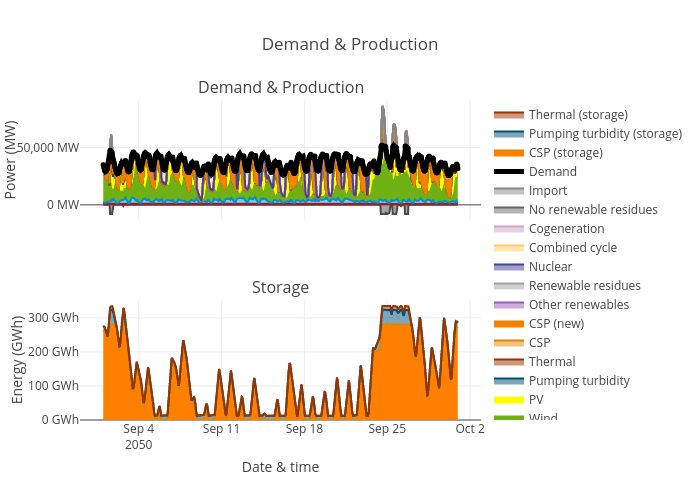 Demand & Production
Demand & Production
Power (MW)
50,000 MW
0 MW
Storage
Energy (GWh)
300 GWh
200 GWh
100 GWh
0 GWh
Sep 4
2050
Sep 11
Sep 18
Sep 25
Oct 2
Date & time
Thermal (storage)
Pumping turbidity (storage)
CSP (storage)
Demand
Import
No renewable residues
Cogeneration
Combined cycle
Nuclear
Renewable residues
Other renewables
CSP (new)
CSP
Thermal
Pumping turbidity
PV
Wind